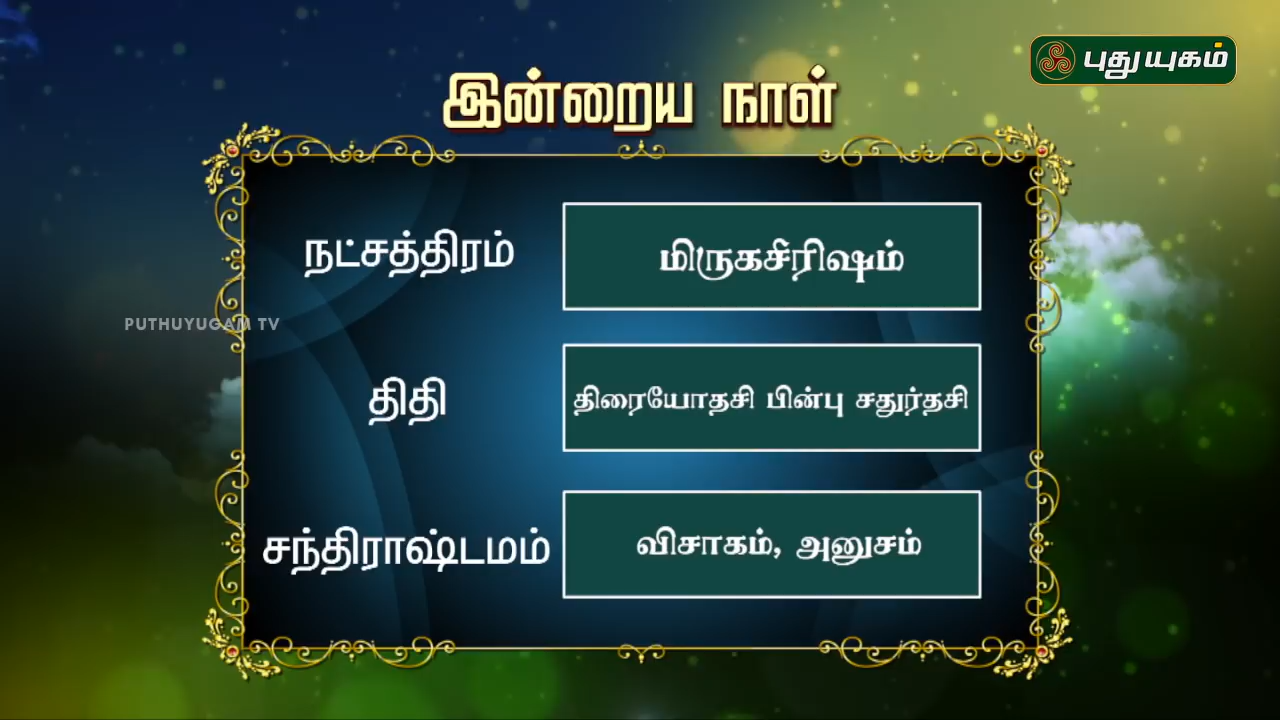 புதுயுகம்
இன்றைய நாள்
நட்சத்திரம்
மிருகசீரிஷம்
PUTHUYUGAM TV
திதி
திரையோதசி பின்பு சதுர்தசி
சந்திராஷ்டமம்
விசாகம், அனுசம்